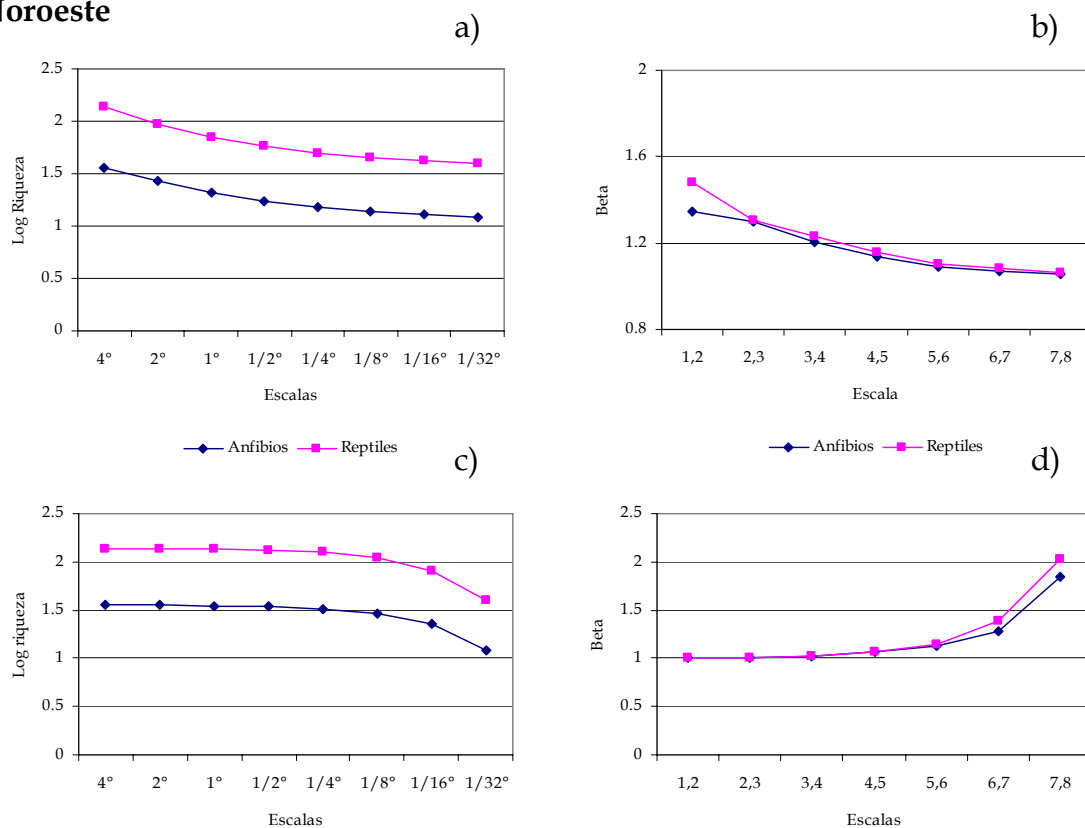 Noroeste
a)
2.5
2
1.5
1
0.5
0
Log Riqueza
4° 2° 1° 1/2° 1/4° 1/8° 1/16° 1/32°
Escalas
Anfibios Reptiles
b)
2
1.6
1.2
0.8
Beta
1,2 2,3 3,4 4,5 5,6 6,7 7,8
Escala
Anfibios Reptiles
c)
2.5
2
1.5
1
0.5
0
Log riqueza
4° 2° 1° 1/2° 1/4° 1/8° 1/16° 1/32°
Escalas
d)
2.5
2
1.5
1
0.5
0
Beta
1,2 2,3 3,4 4,5 5,6 6,7 7,8
Escalas